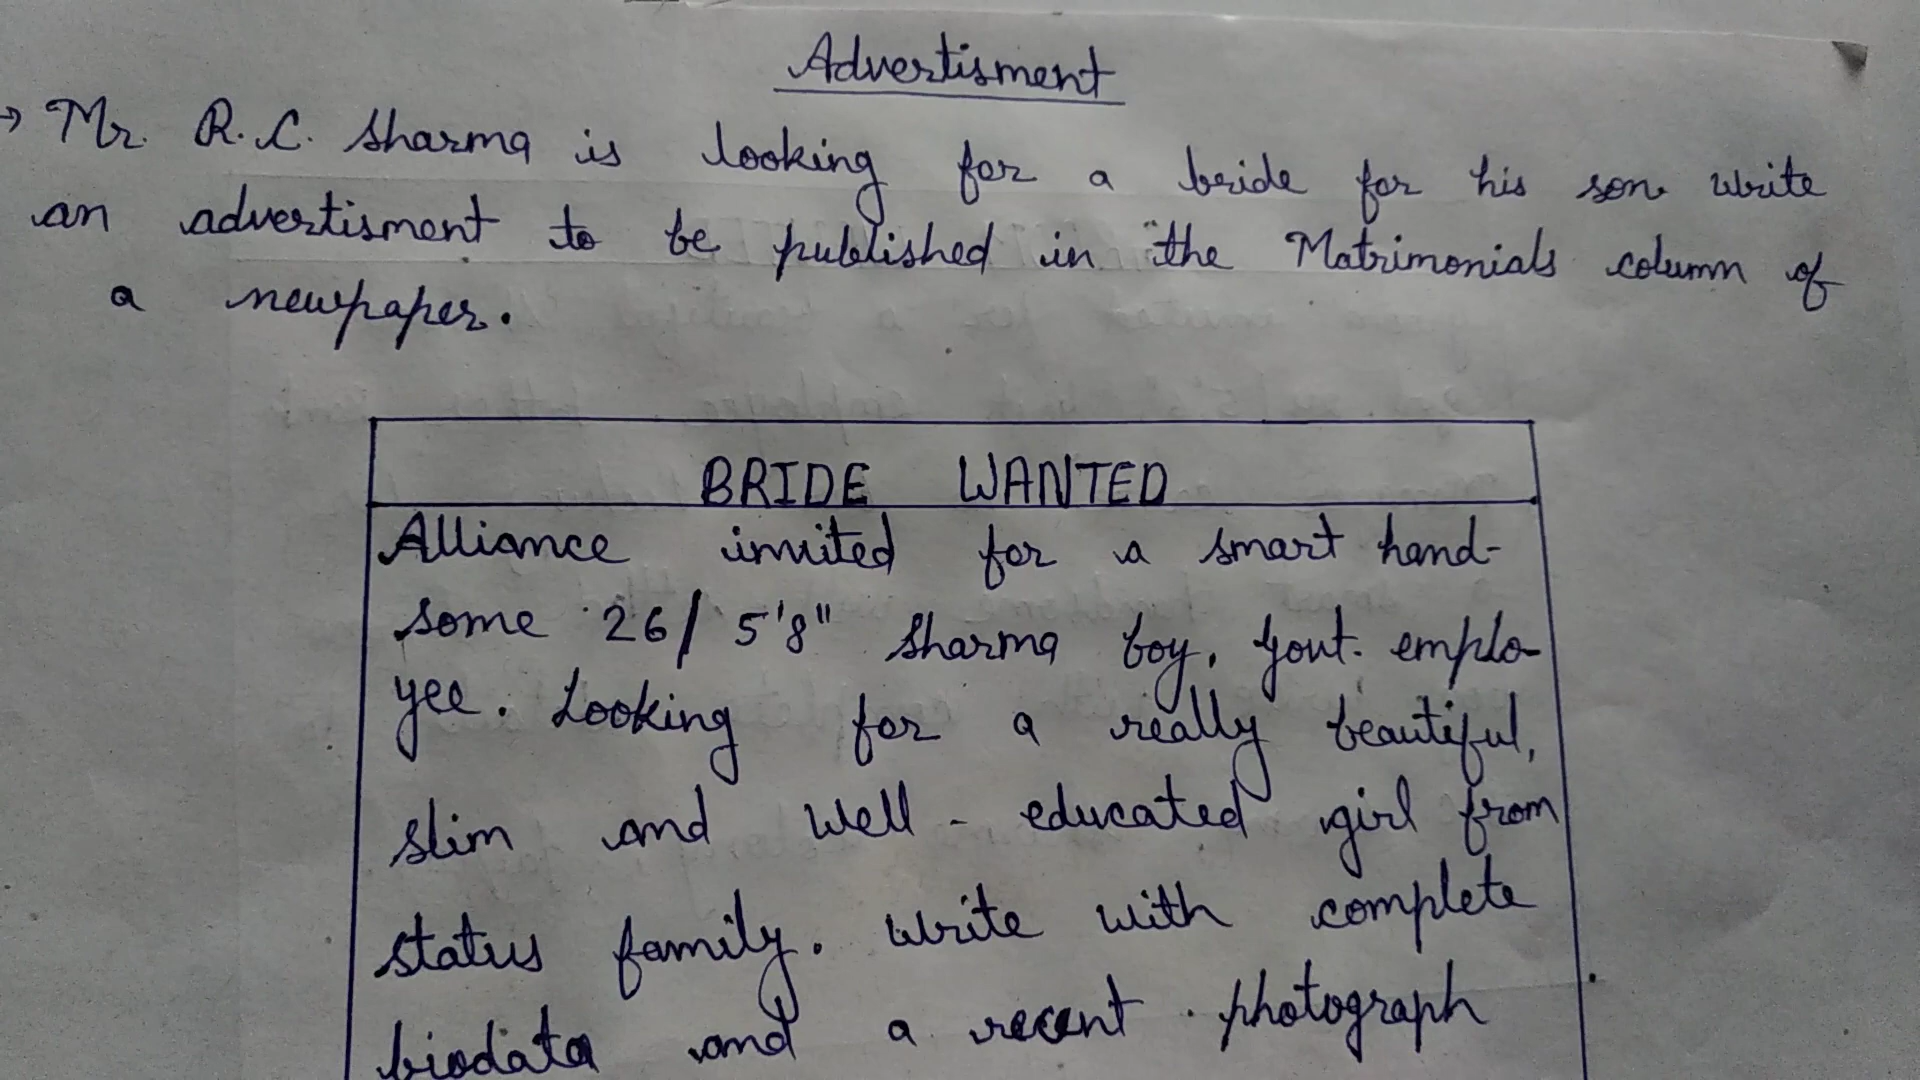 Advertisment
→ Mr. R.C. Sharma is looking for a bride for his son write
an advertisment to be published in the Matrimonials column of
a newpaper.
BRIDE WANTED
Alliance invited for a smart hand-
some 26/ 5'8" Sharma boy, Govt. emplo-
yee. Looking for a really beautiful,
slim and well - educated girl from
status family. Write with complete
biodata and a recent photograph